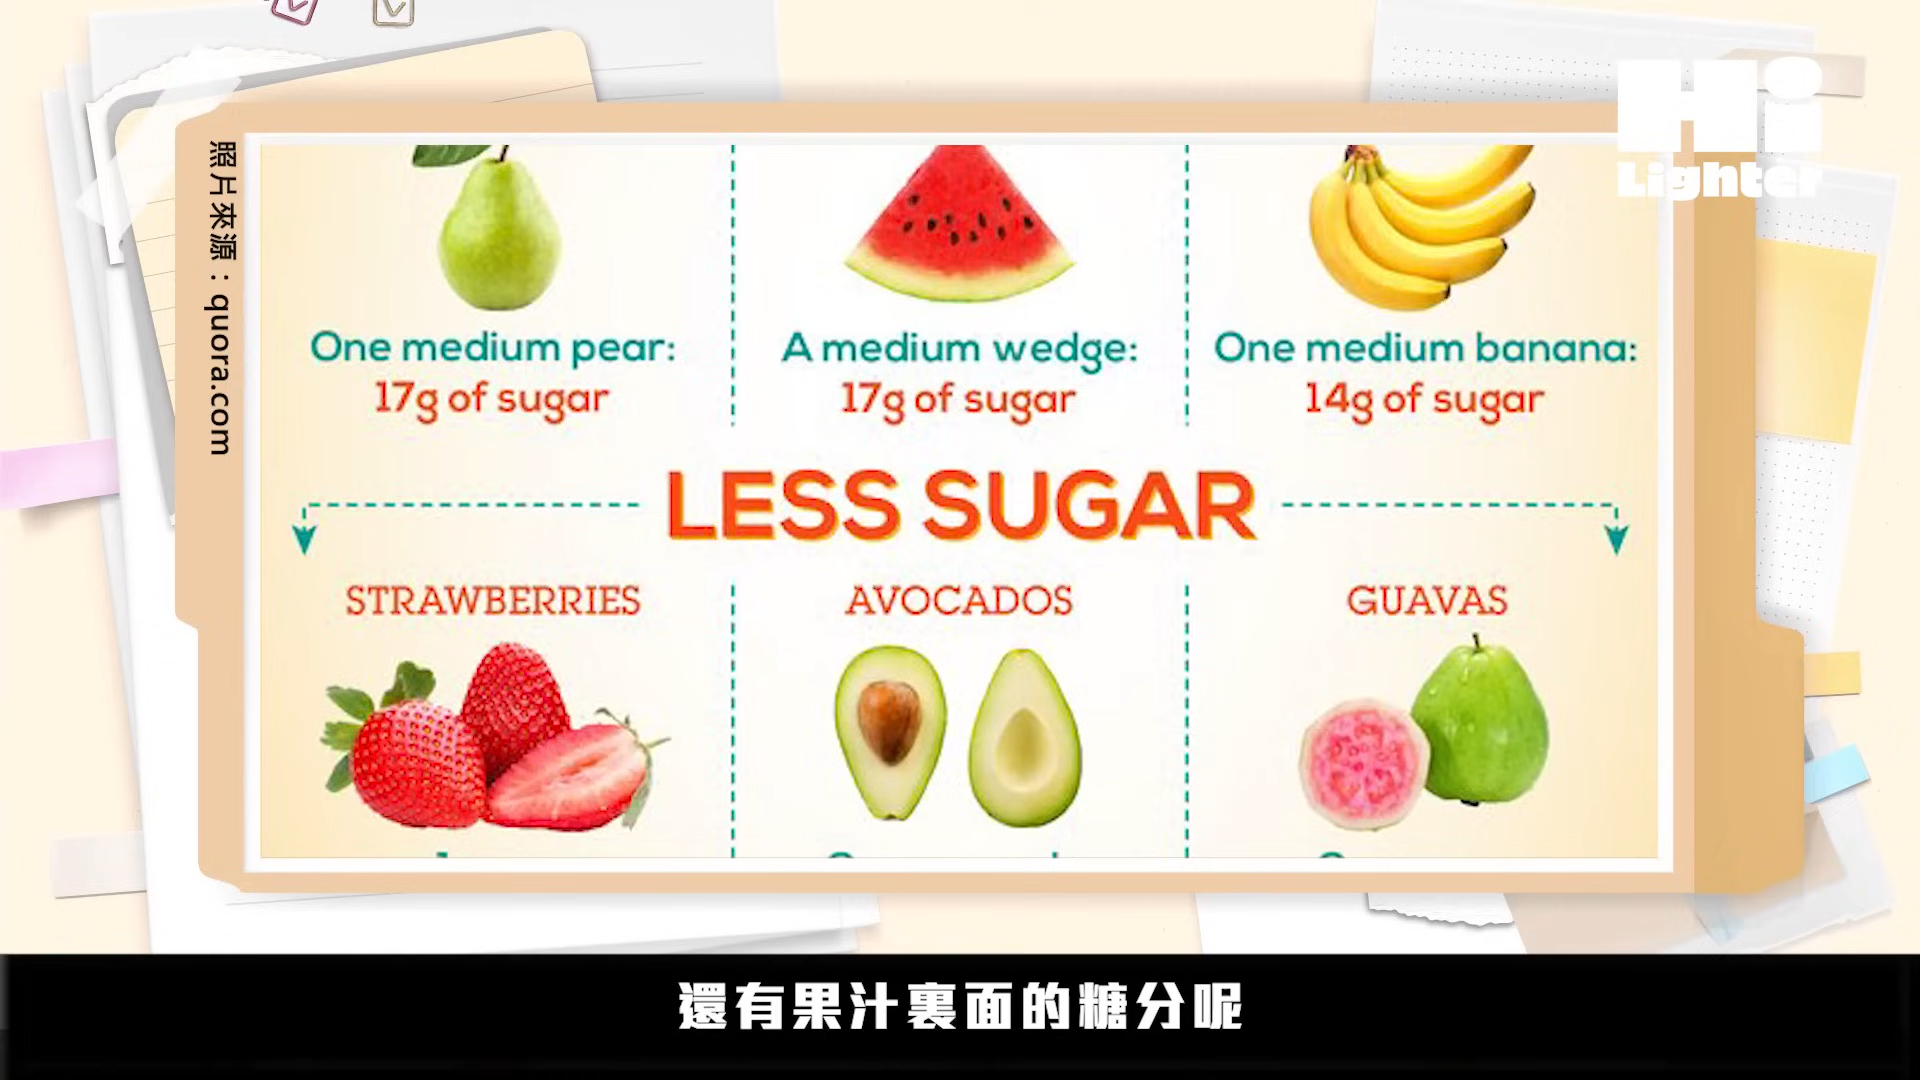 Hi
Lighter
照片來源：quora.com
One medium pear:
17g of sugar
A medium wedge:
17g of sugar
One medium banana:
14g of sugar
LESS SUGAR
STRAWBERRIES
AVOCADOS
GUAVAS
還有果汁裏面的糖分呢